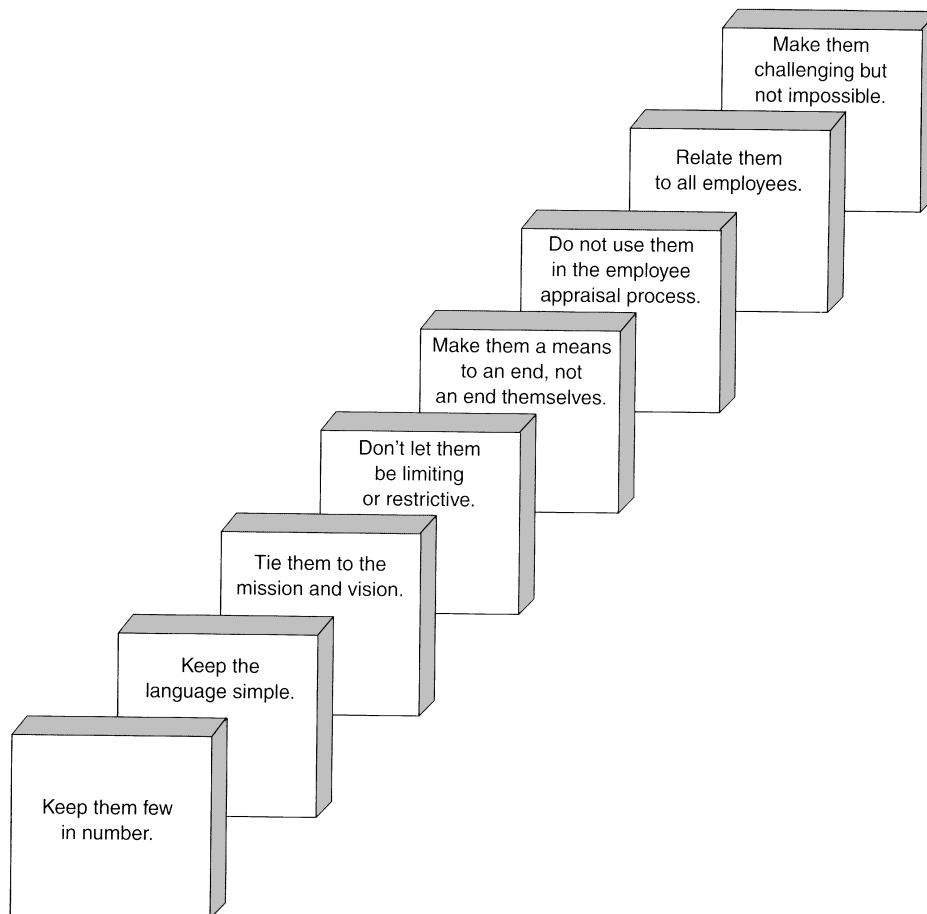 Make them
challenging but
not impossible.
Relate them
to all employees.
Do not use them
in the employee
appraisal process.
Make them a means
to an end, not
an end themselves.
Don't let them
be limiting
or restrictive.
Tie them to the
mission and vision.
Keep the
language simple.
Keep them few
in number.